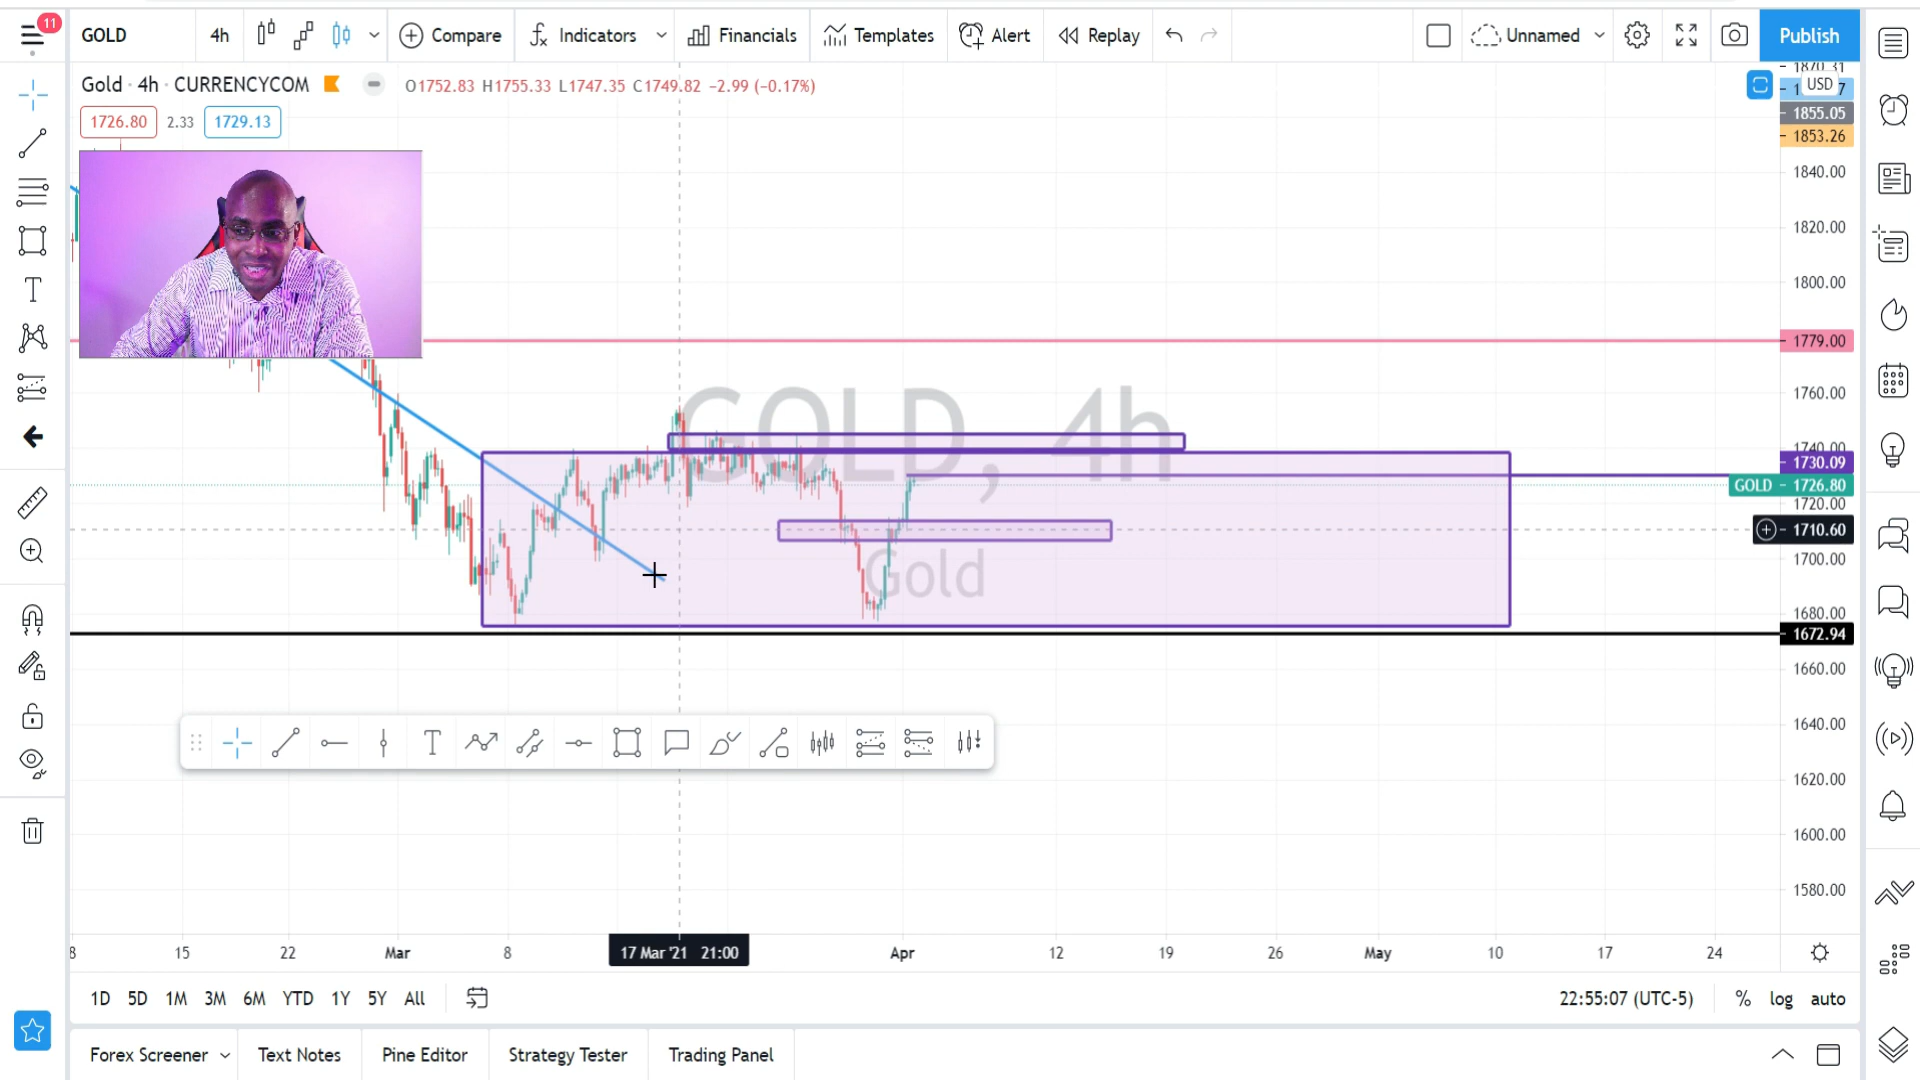 11
GOLD 4h Compare Indicators Financials Templates Alert Replay Unnamed Publish
Gold · 4h · CURRENCYCOM O1752.83 H1755.33 L1747.35 C1749.82 −2.99 (−0.17%)
1726.80 2.33 1729.13
1870.31
USD
1855.05
1853.26
1840.00
1820.00
1800.00
1779.00
1760.00
1740.00
1730.09
GOLD 1726.80
1720.00
1710.60
1700.00
1680.00
1672.94
1660.00
1640.00
1620.00
1600.00
1580.00
GOLD, 4h
Gold
8 15 22 Mar 8 17 Mar '21 21:00 Apr 12 19 26 May 10 17 24
1D 5D 1M 3M 6M YTD 1Y 5Y All 22:55:07 (UTC-5) % log auto
Forex Screener Text Notes Pine Editor Strategy Tester Trading Panel